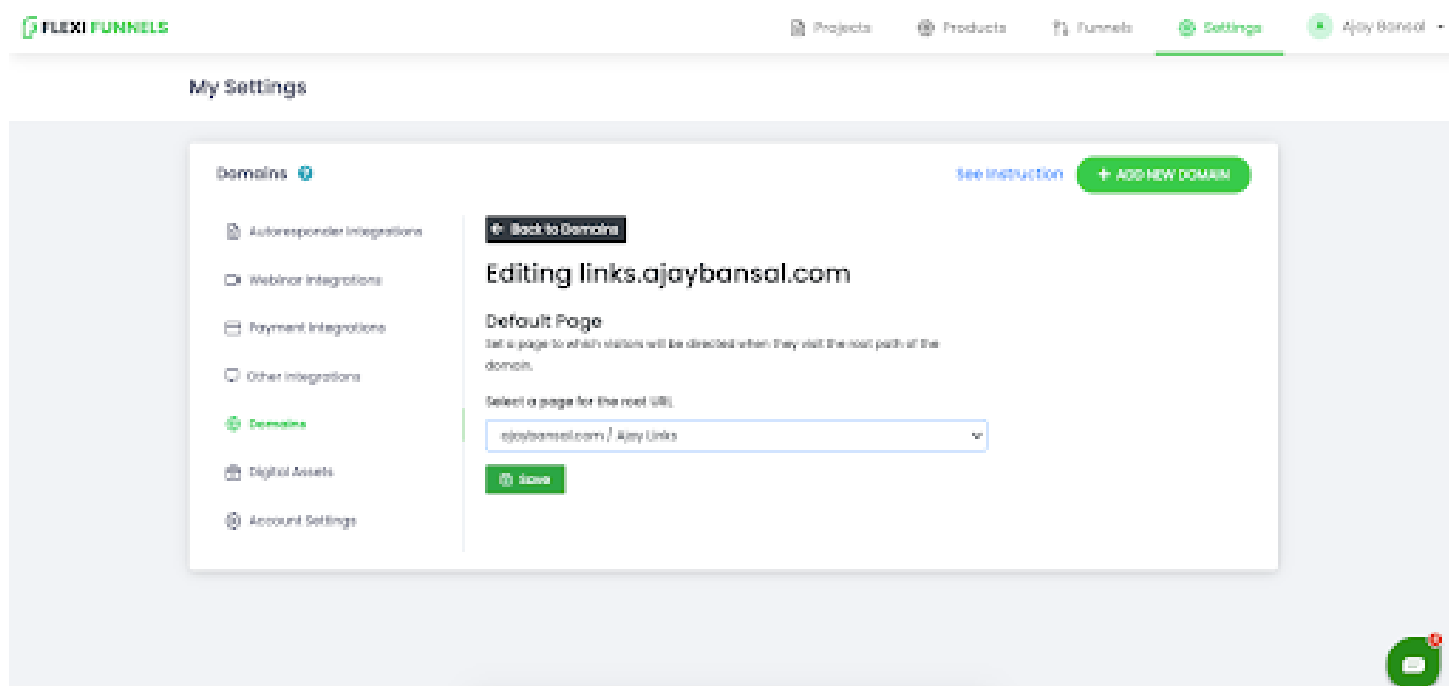 FLEXI FUNNELS
Projects
Products
Funnels
Settings
Ajay Bansal
My Settings
Domains
See Instruction
+ ADD NEW DOMAIN
Autoresponder Integrations
Webinar Integrations
Payment Integrations
Other Integrations
Domains
Digital Assets
Account Settings
← Back to Domains
Editing links.ajaybansal.com
Default Page
Set a page to which visitors will be directed when they visit the root path of the
domain.
Select a page for the root URL
ajaybansal.com / Ajay Links
Save